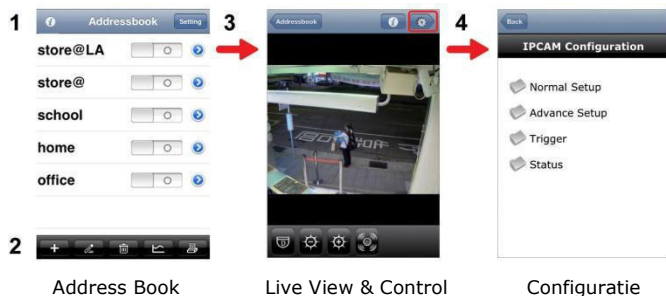 1
Addressbook
Setting
store@LA
store@
school
home
office
2
Address Book
3
Addressbook
Live View & Control
4
Back
IPCAM Configuration
Normal Setup
Advance Setup
Trigger
Status
Configuratie